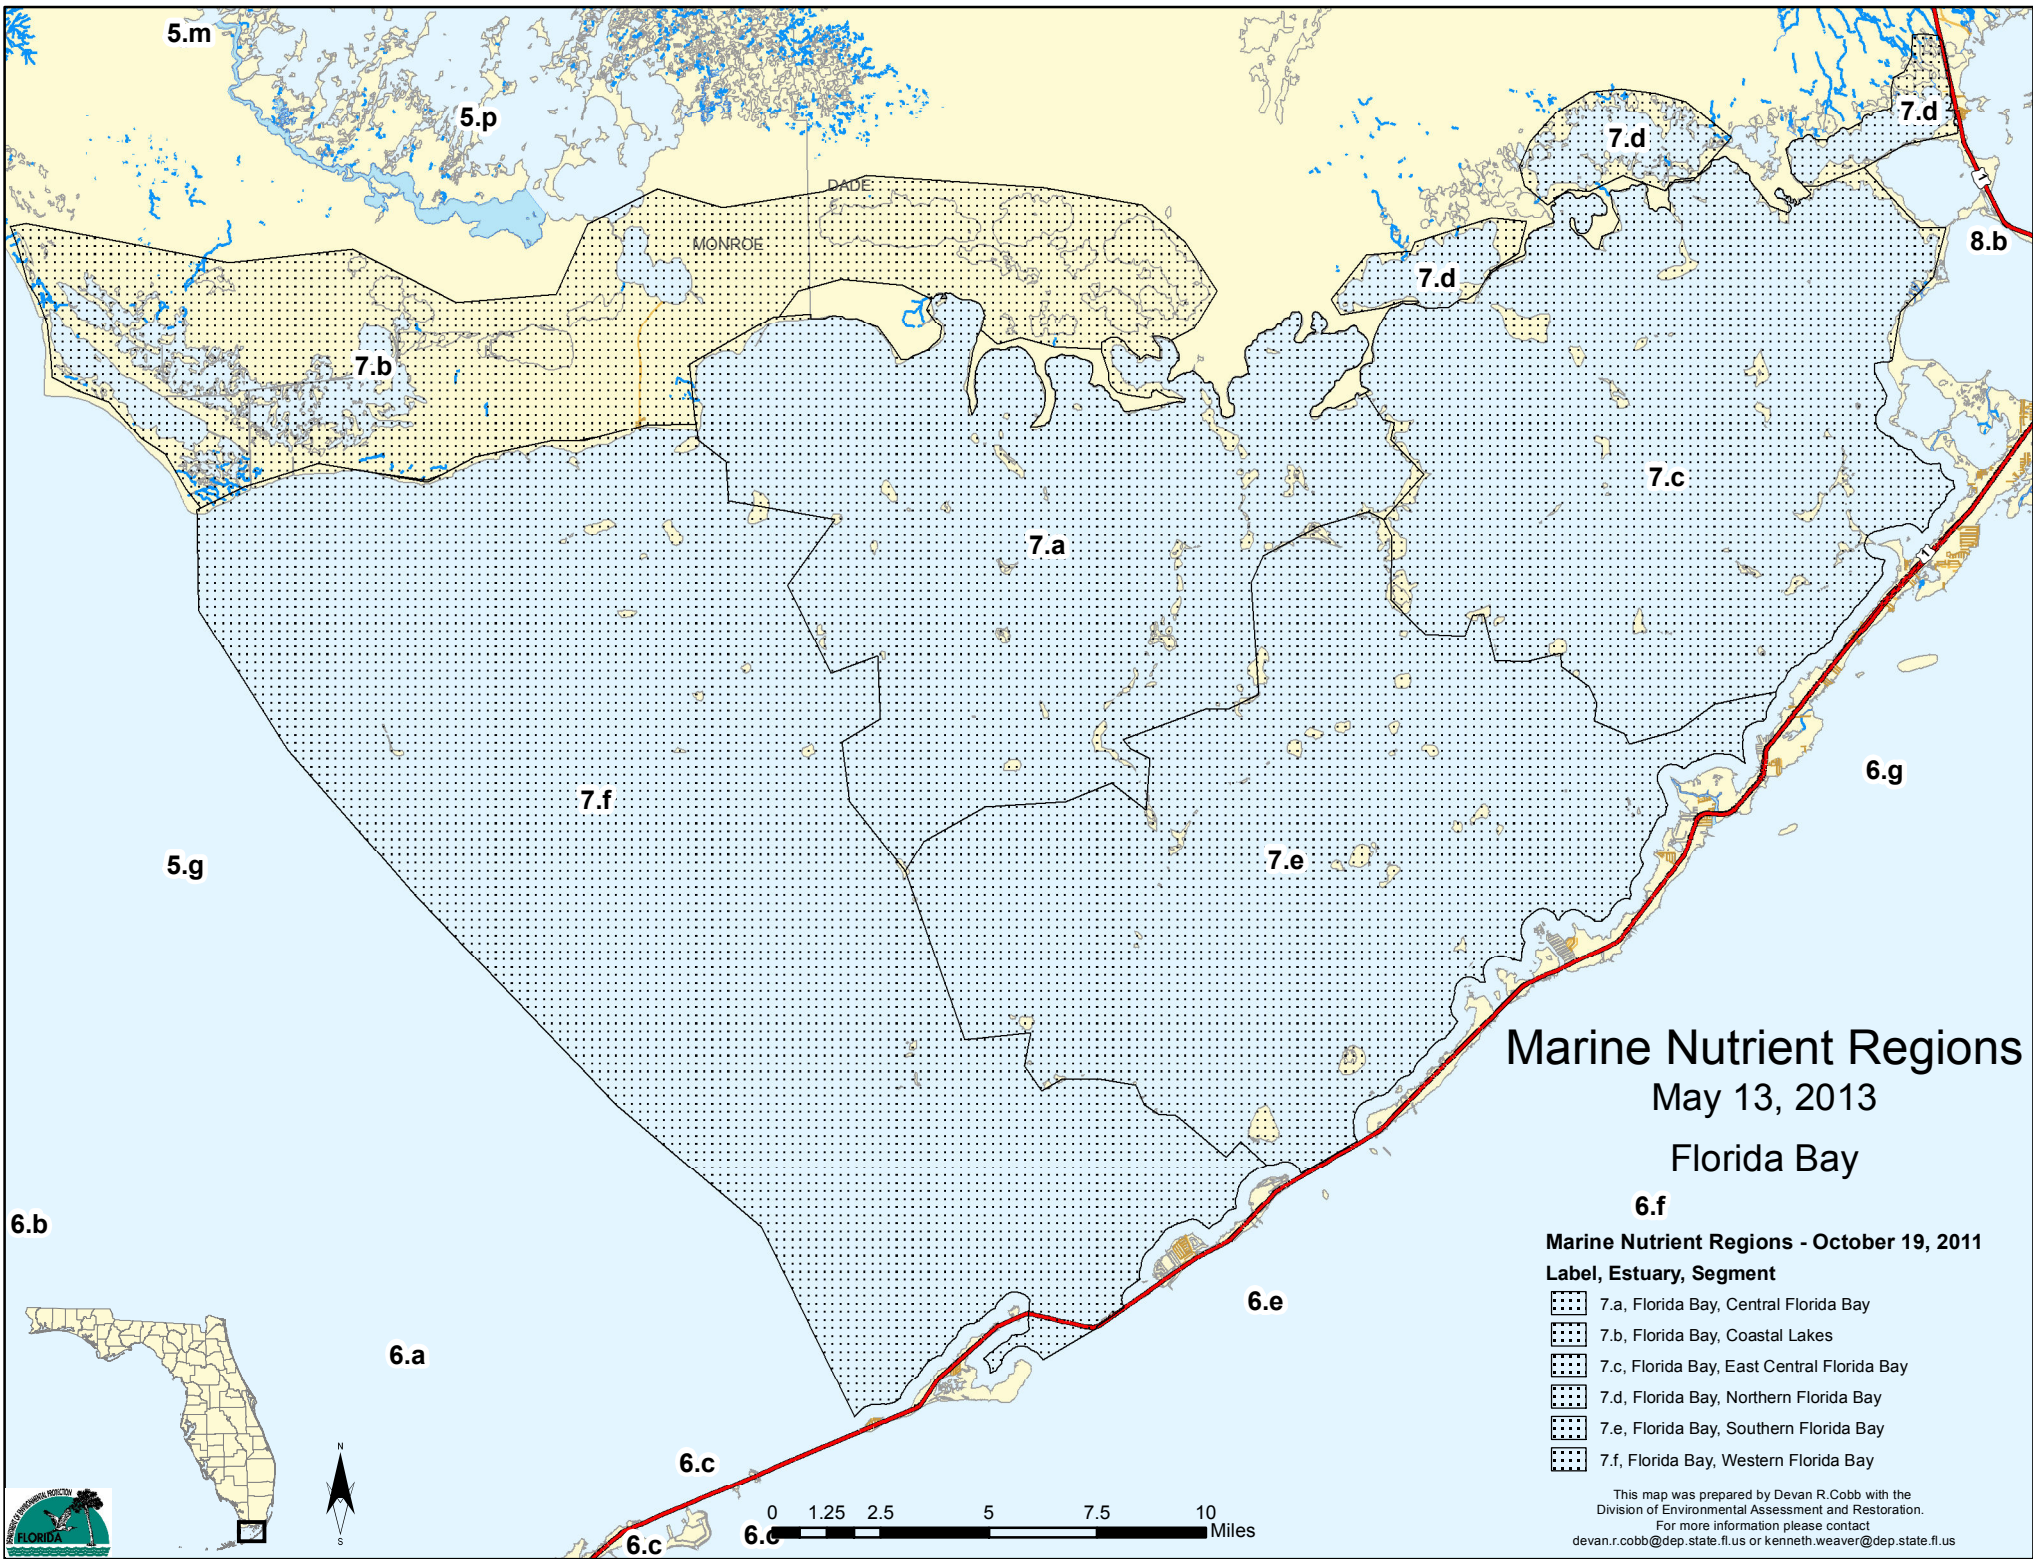 5.m
5.p
7.d
7.d
DADE
MONROE
1
8.b
7.d
7.b
7.c
7.a
1
6.g
7.f
5.g
7.e
Marine Nutrient Regions
May 13, 2013
Florida Bay
6.f
6.b
Marine Nutrient Regions - October 19, 2011
Label, Estuary, Segment
6.e
7.a, Florida Bay, Central Florida Bay
7.b, Florida Bay, Coastal Lakes
6.a
7.c, Florida Bay, East Central Florida Bay
7.d, Florida Bay, Northern Florida Bay
7.e, Florida Bay, Southern Florida Bay
7.f, Florida Bay, Western Florida Bay
N
S
6.c
This map was prepared by Devan R.Cobb with the
Division of Environmental Assessment and Restoration.
For more information please contact
devan.r.cobb@dep.state.fl.us or kenneth.weaver@dep.state.fl.us
0 1.25 2.5 5 7.5 10
Miles
6.c
DEPARTMENT OF ENVIRONMENTAL PROTECTION
FLORIDA